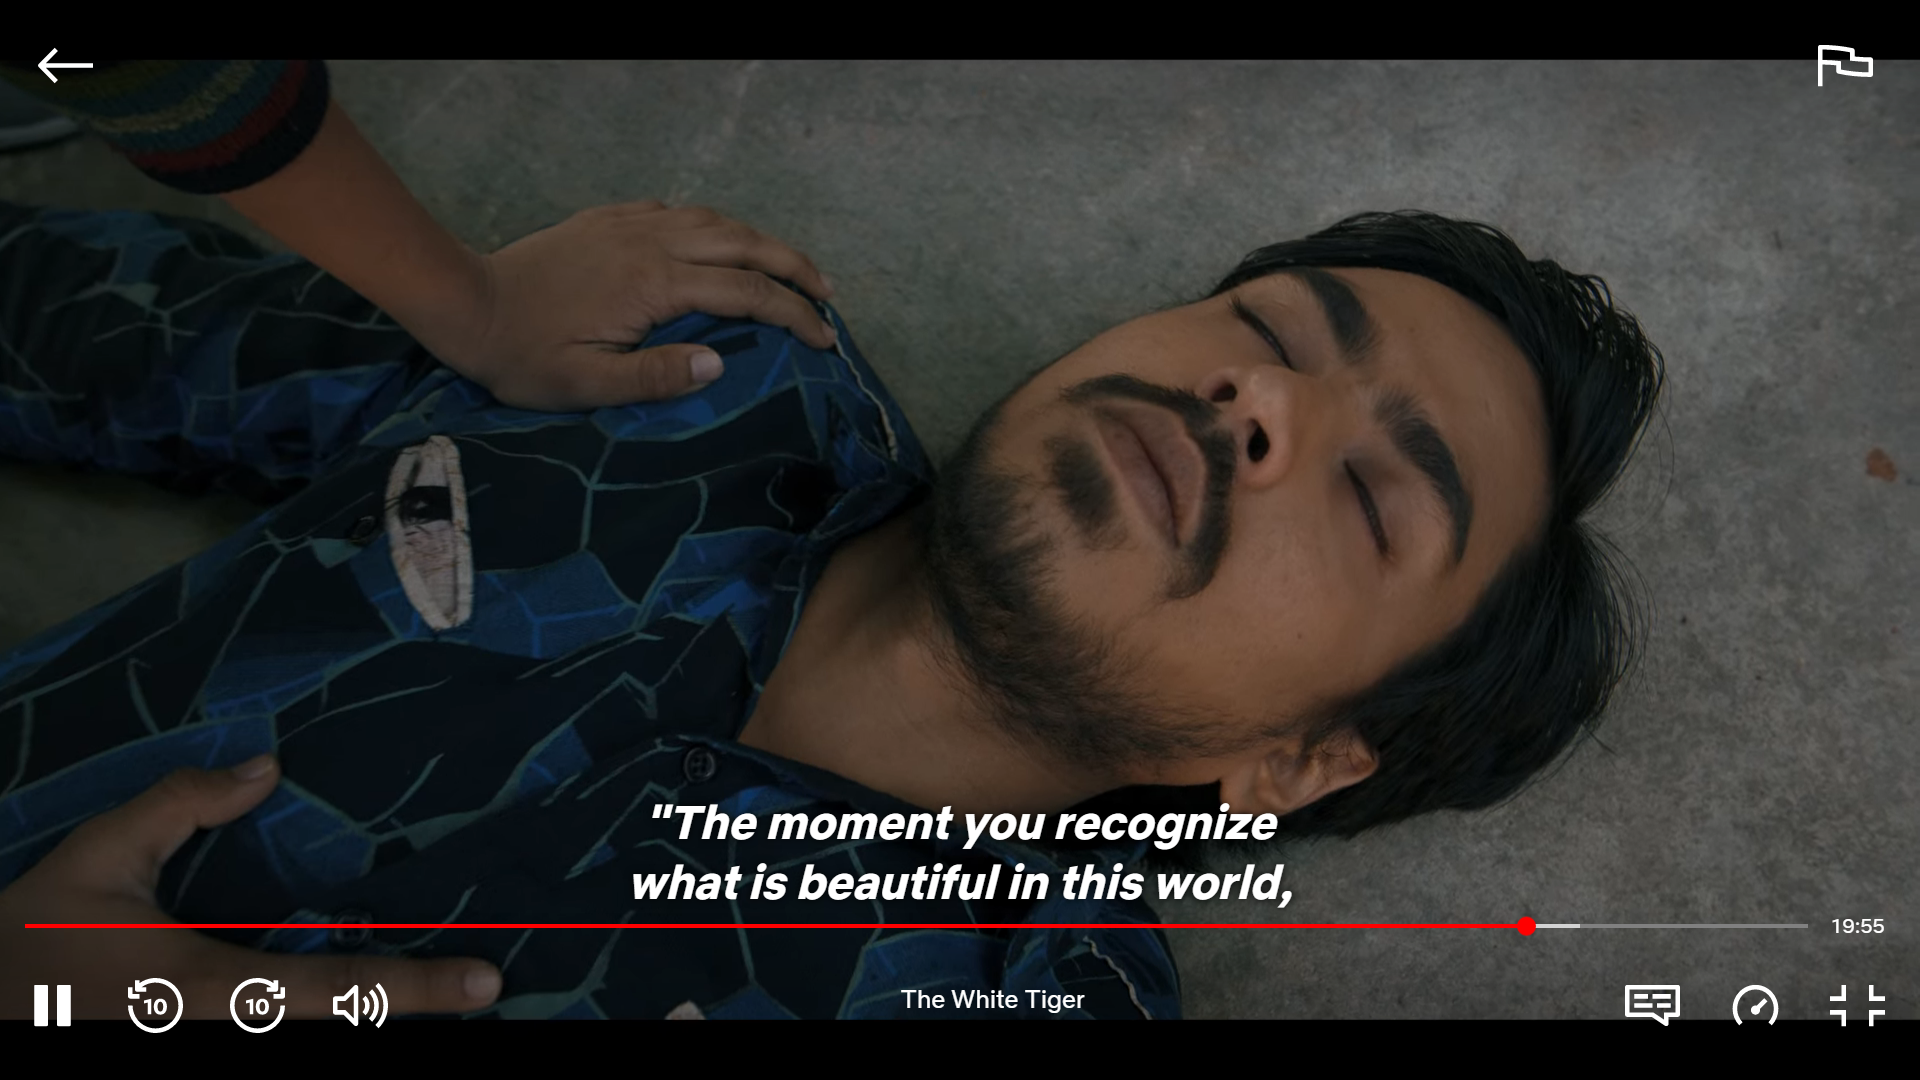 "The moment you recognize
what is beautiful in this world,
19:55
10
10
The White Tiger